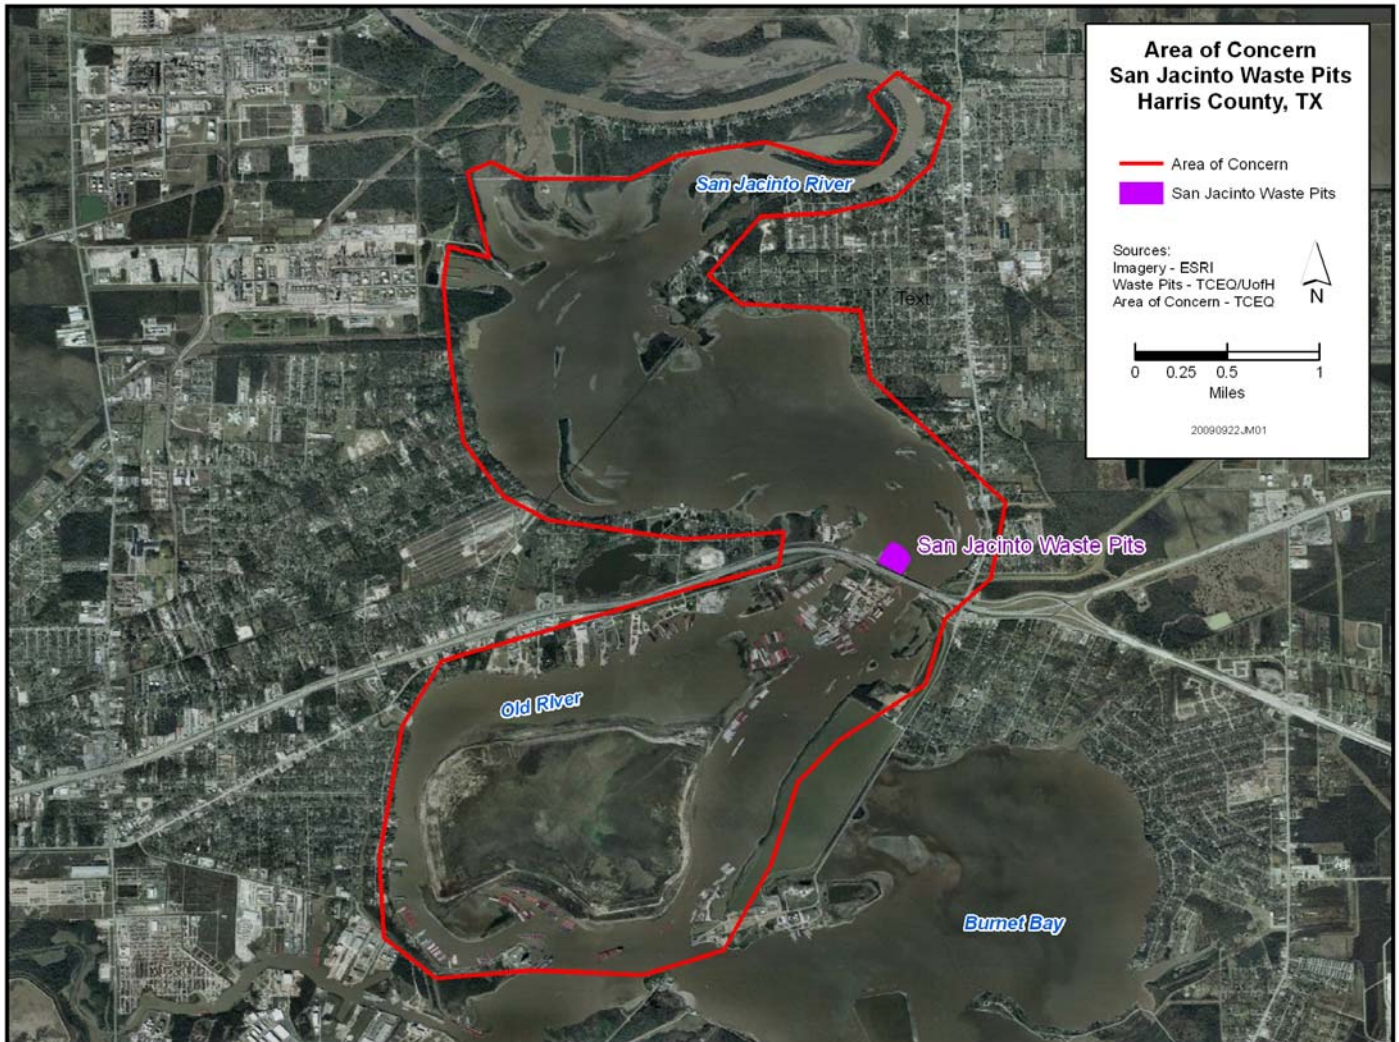 Area of Concern
San Jacinto Waste Pits
Harris County, TX
Area of Concern
San Jacinto Waste Pits
Sources:
Imagery - ESRI
Waste Pits - TCEQ/UofH
Area of Concern - TCEQ
N
0 0.25 0.5 1
Miles
20090922JM01
San Jacinto River
Text
San Jacinto Waste Pits
Old River
Burnet Bay